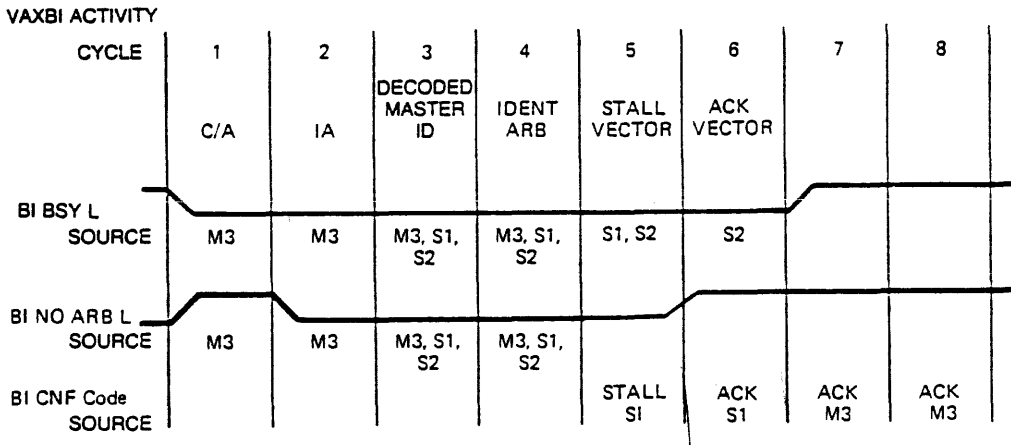 VAXBI ACTIVITY
CYCLE 1 2 3 4 5 6 7 8
C/A IA DECODED MASTER ID IDENT ARB STALL VECTOR ACK VECTOR
BI BSY L
SOURCE M3 M3 M3, S1, S2 M3, S1, S2 S1, S2 S2
BI NO ARB L
SOURCE M3 M3 M3, S1, S2 M3, S1, S2
BI CNF Code STALL ACK ACK ACK
SOURCE SI S1 M3 M3